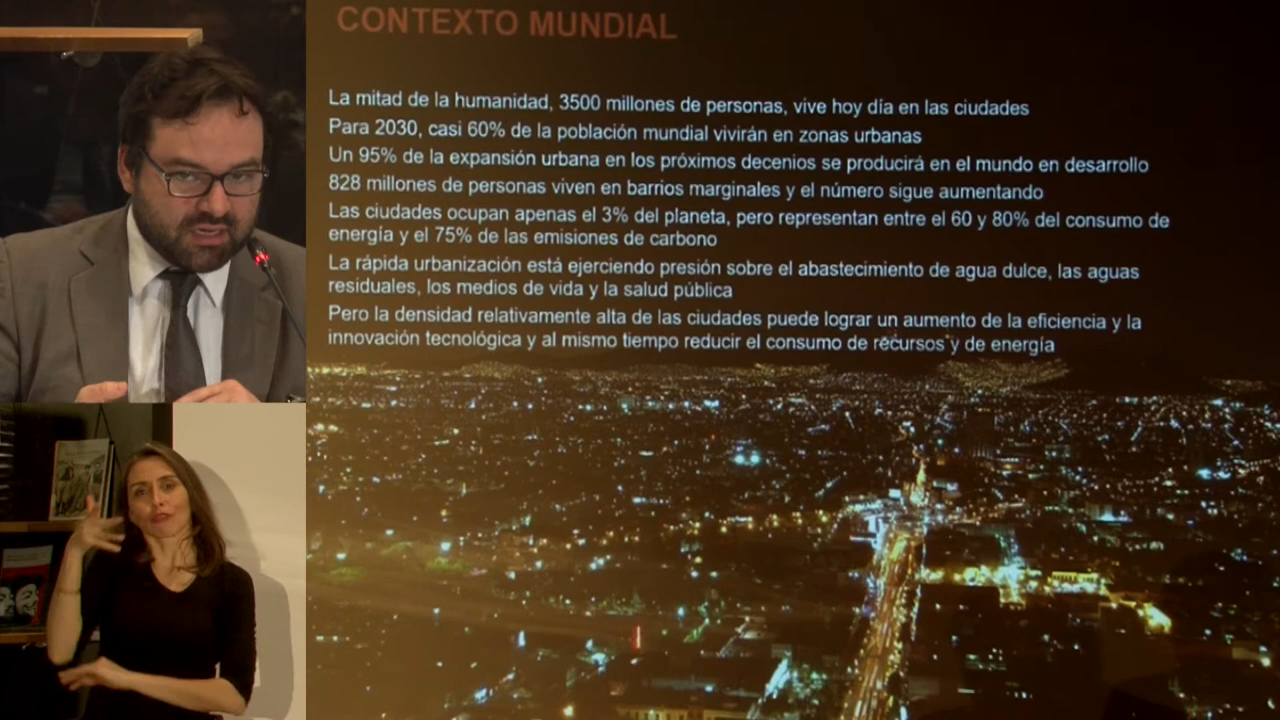 CONTEXTO MUNDIAL
La mitad de la humanidad, 3500 millones de personas, vive hoy día en las ciudades
Para 2030, casi 60% de la población mundial vivirán en zonas urbanas
Un 95% de la expansión urbana en los próximos decenios se producirá en el mundo en desarrollo
828 millones de personas viven en barrios marginales y el número sigue aumentando
Las ciudades ocupan apenas el 3% del planeta, pero representan entre el 60 y 80% del consumo de
energía y el 75% de las emisiones de carbono
La rápida urbanización está ejerciendo presión sobre el abastecimiento de agua dulce, las aguas
residuales, los medios de vida y la salud pública
Pero la densidad relativamente alta de las ciudades puede lograr un aumento de la eficiencia y la
innovación tecnológica y al mismo tiempo reducir el consumo de recursos y de energía